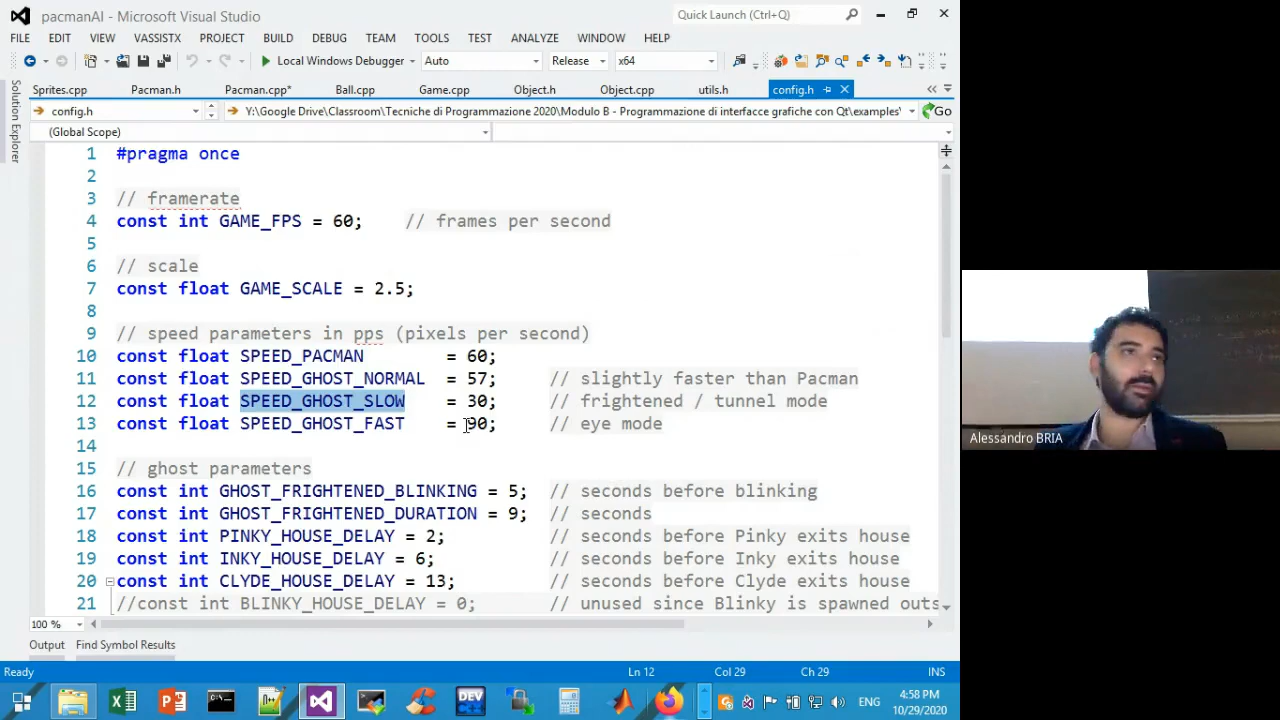 pacmanAI - Microsoft Visual Studio
Quick Launch (Ctrl+Q)
FILE EDIT VIEW VASSISTX PROJECT BUILD DEBUG TEAM TOOLS TEST ANALYZE WINDOW HELP
Local Windows Debugger Auto Release x64
Sprites.cpp Pacman.h Pacman.cpp* Ball.cpp Game.cpp Object.h Object.cpp utils.h config.h
config.h Y:\Google Drive\Classroom\Tecniche di Programmazione 2020\Modulo B - Programmazione di interfacce grafiche con Qt\examples\ Go
(Global Scope)
Solution Explorer
1 #pragma once
2
3 // framerate
4 const int GAME_FPS = 60; // frames per second
5
6 // scale
7 const float GAME_SCALE = 2.5;
8
9 // speed parameters in pps (pixels per second)
10 const float SPEED_PACMAN = 60;
11 const float SPEED_GHOST_NORMAL = 57; // slightly faster than Pacman
12 const float SPEED_GHOST_SLOW = 30; // frightened / tunnel mode
13 const float SPEED_GHOST_FAST = 90; // eye mode
14
15 // ghost parameters
16 const int GHOST_FRIGHTENED_BLINKING = 5; // seconds before blinking
17 const int GHOST_FRIGHTENED_DURATION = 9; // seconds
18 const int PINKY_HOUSE_DELAY = 2; // seconds before Pinky exits house
19 const int INKY_HOUSE_DELAY = 6; // seconds before Inky exits house
20 const int CLYDE_HOUSE_DELAY = 13; // seconds before Clyde exits house
21 //const int BLINKY_HOUSE_DELAY = 0; // unused since Blinky is spawned outs
100 %
Output Find Symbol Results
Ready Ln 12 Col 29 Ch 29 INS
DEV
ENG
4:58 PM
10/29/2020
Alessandro BRIA